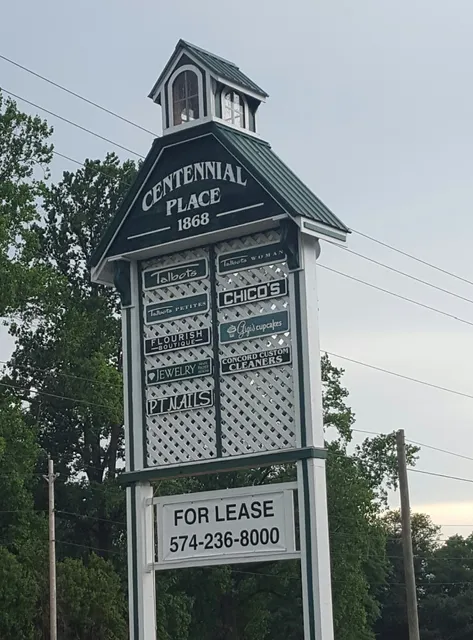 CENTENNIAL
PLACE
1868
Talbots
Talbots PETITES
FLOURISH
BOUTIQUE
JEWELRY
PT NAILS
Talbots WOMAN
CHICO'S
Gigi's cupcakes
CONCORD CUSTOM
CLEANERS
FOR LEASE
574-236-8000